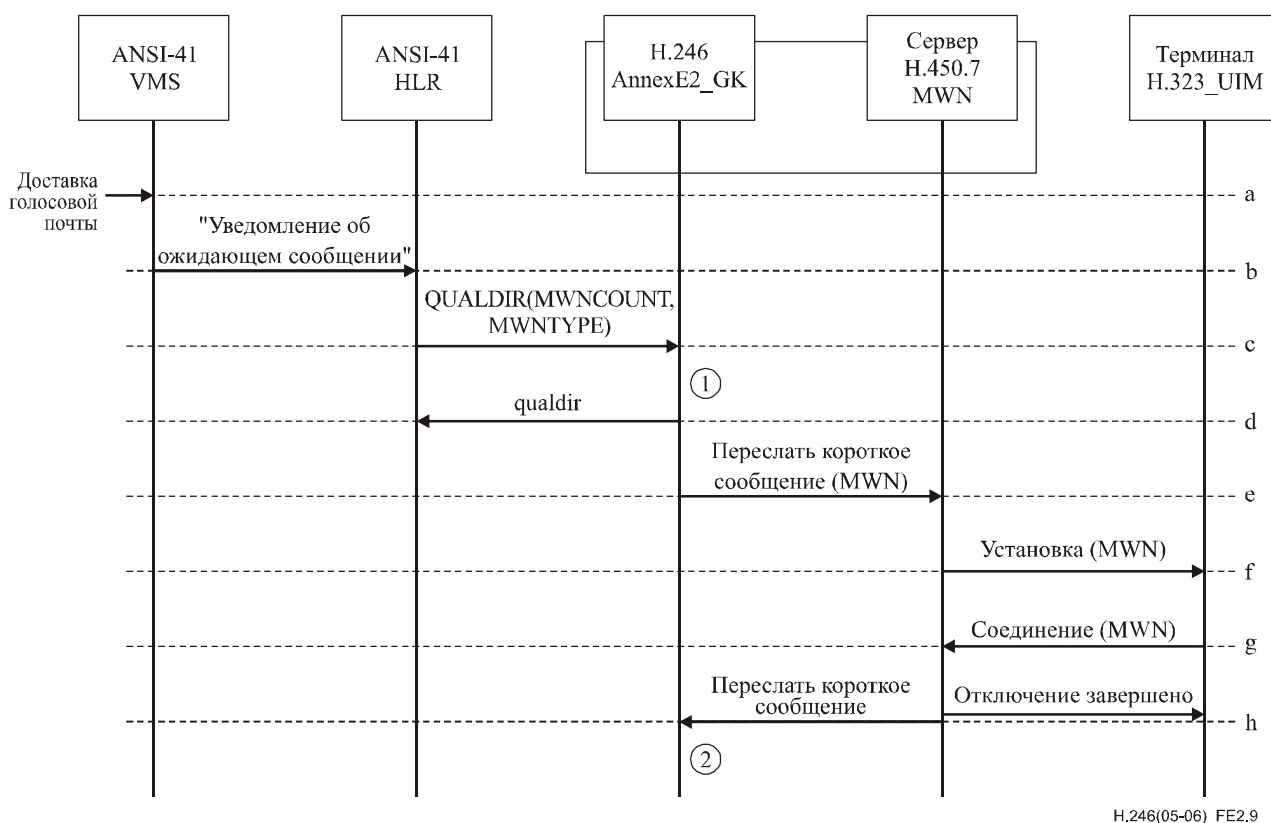 ANSI-41
VMS
ANSI-41
HLR
H.246
AnnexE2_GK
Сервер
H.450.7
MWN
Терминал
H.323_UIM
Доставка
голосовой
почты
a
"Уведомление об
ожидающем сообщении"
b
QUALDIR(MWNCOUNT,
MWNTYPE)
c
1
qualdir
d
Переслать короткое
сообщение (MWN)
e
Установка (MWN)
f
Соединение (MWN)
g
Переслать короткое
сообщение
Отключение завершено
h
2
H.246(05-06)_FE2.9